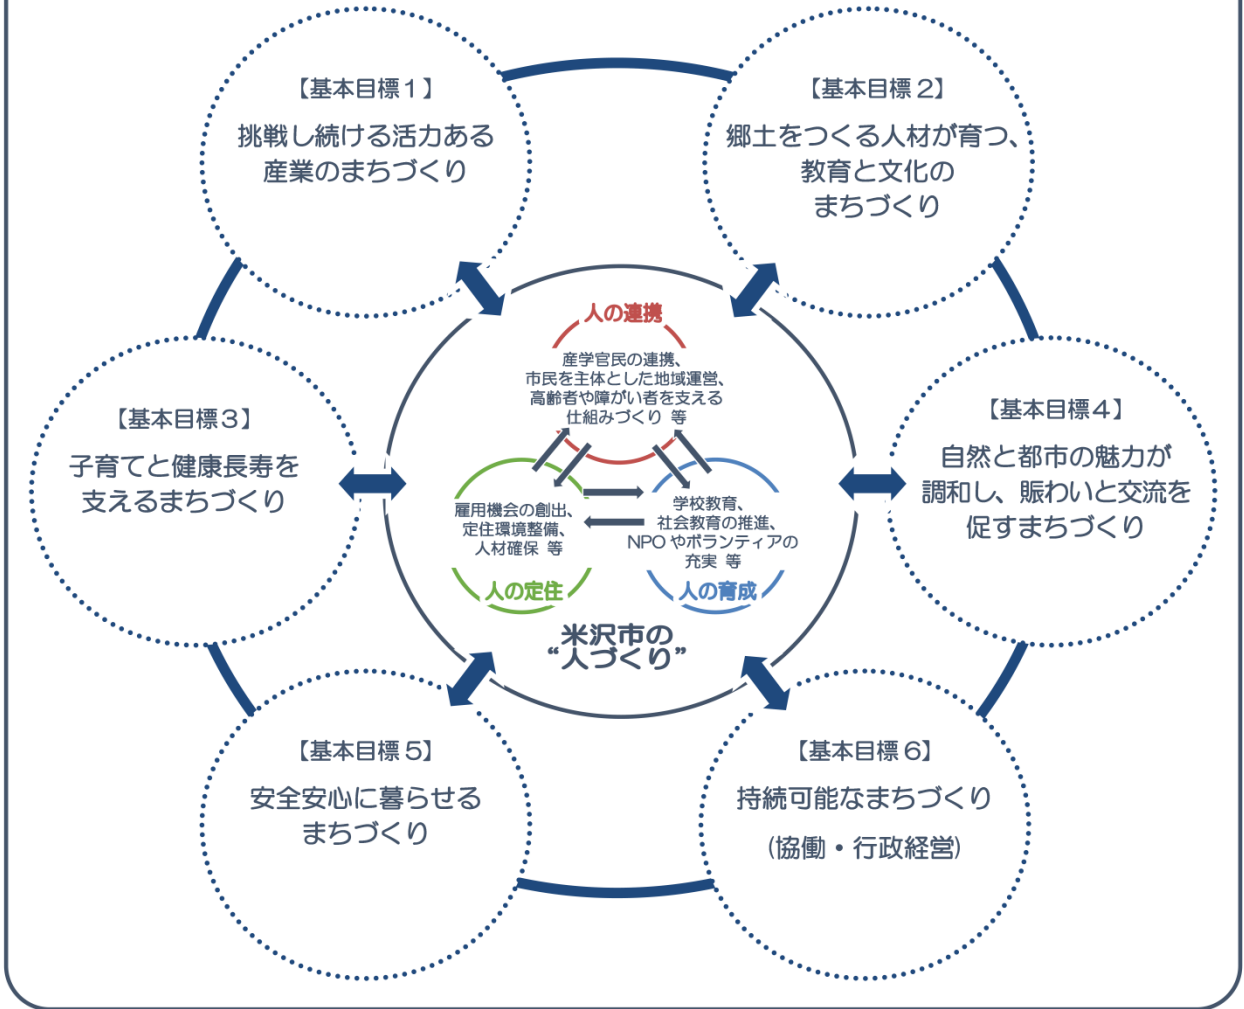 【基本目標1】
挑戦し続ける活力ある
産業のまちづくり
【基本目標2】
郷土をつくる人材が育つ、
教育と文化の
まちづくり
【基本目標3】
子育てと健康長寿を
支えるまちづくり
人の連携
産学官民の連携、
市民を主体とした地域運営、
高齢者や障がい者を支える
仕組みづくり 等
雇用機会の創出、
定住環境整備、
人材確保 等
人の定住
学校教育、
社会教育の推進、
NPOやボランティアの
充実 等
人の育成
米沢市の
“人づくり”
【基本目標4】
自然と都市の魅力が
調和し、賑わいと交流を
促すまちづくり
【基本目標5】
安全安心に暮らせる
まちづくり
【基本目標6】
持続可能なまちづくり
(協働・行政経営)